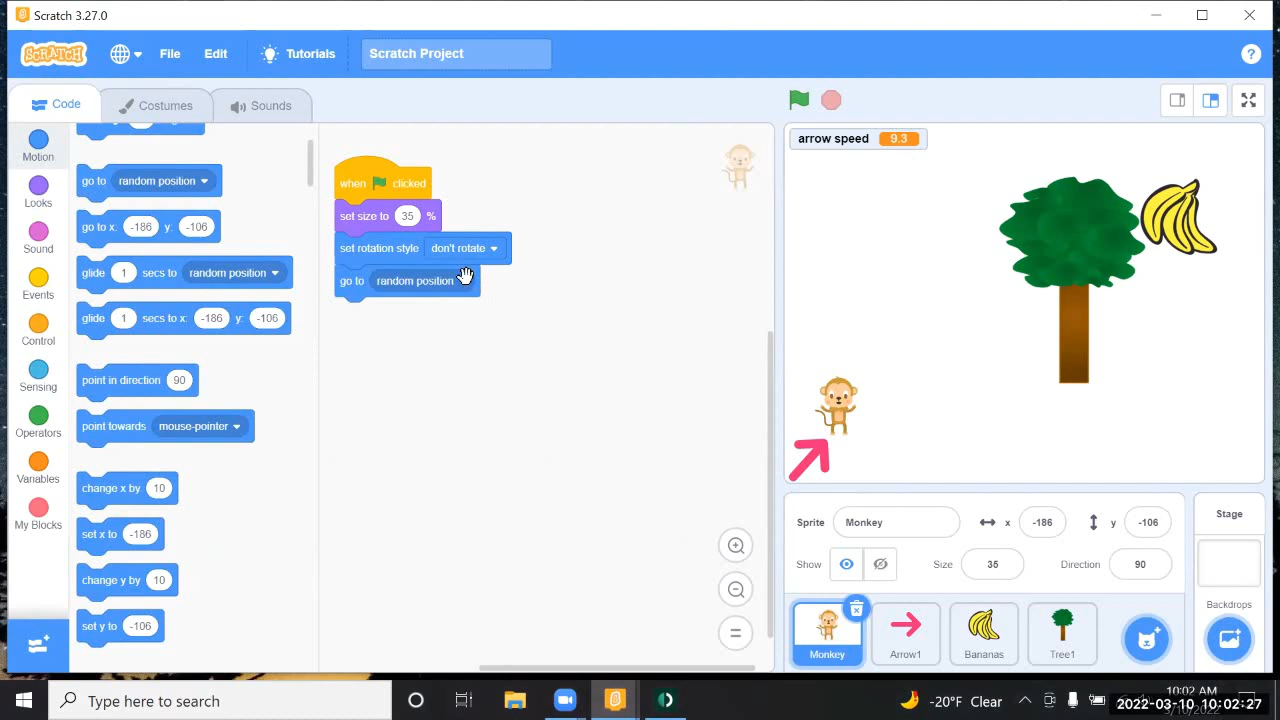 Scratch 3.27.0
SCRATCH File Edit Tutorials Scratch Project ?
Code Costumes Sounds
Motion
Looks
Sound
Events
Control
Sensing
Operators
Variables
My Blocks
go to random position
go to x: -186 y: -106
glide 1 secs to random position
glide 1 secs to x: -186 y: -106
point in direction 90
point towards mouse-pointer
change x by 10
set x to -186
change y by 10
set y to -106
when clicked
set size to 35 %
set rotation style don't rotate
go to random position
arrow speed 9.3
Sprite Monkey x -186 y -106
Show Size 35 Direction 90
Monkey Arrow1 Bananas Tree1
Stage
Backdrops
Type here to search
-20°F Clear
10:02 AM
2022-03-10 10:02:27